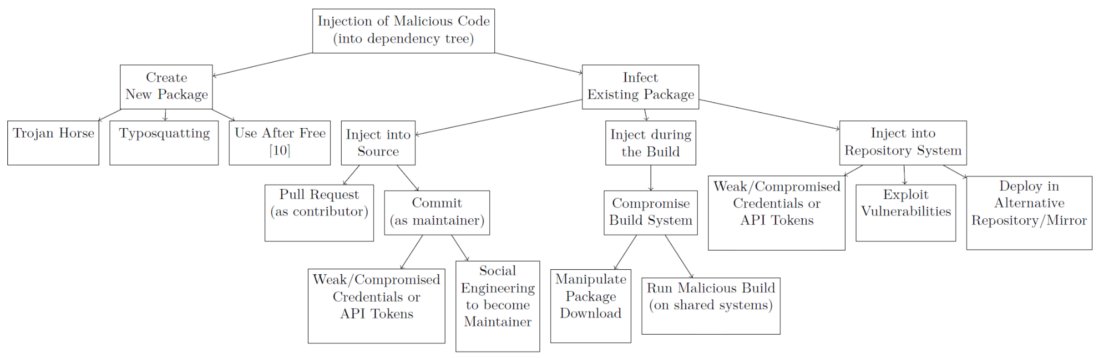 Injection of Malicious Code
(into dependency tree)
Create
New Package
Infect
Existing Package
Trojan Horse
Typosquatting
Use After Free
[10]
Inject into
Source
Inject during
the Build
Inject into
Repository System
Pull Request
(as contributor)
Commit
(as maintainer)
Compromise
Build System
Weak/Compromised
Credentials or
API Tokens
Exploit
Vulnerabilities
Deploy in
Alternative
Repository/Mirror
Weak/Compromised
Credentials or
API Tokens
Social
Engineering
to become
Maintainer
Manipulate
Package
Download
Run Malicious Build
(on shared systems)